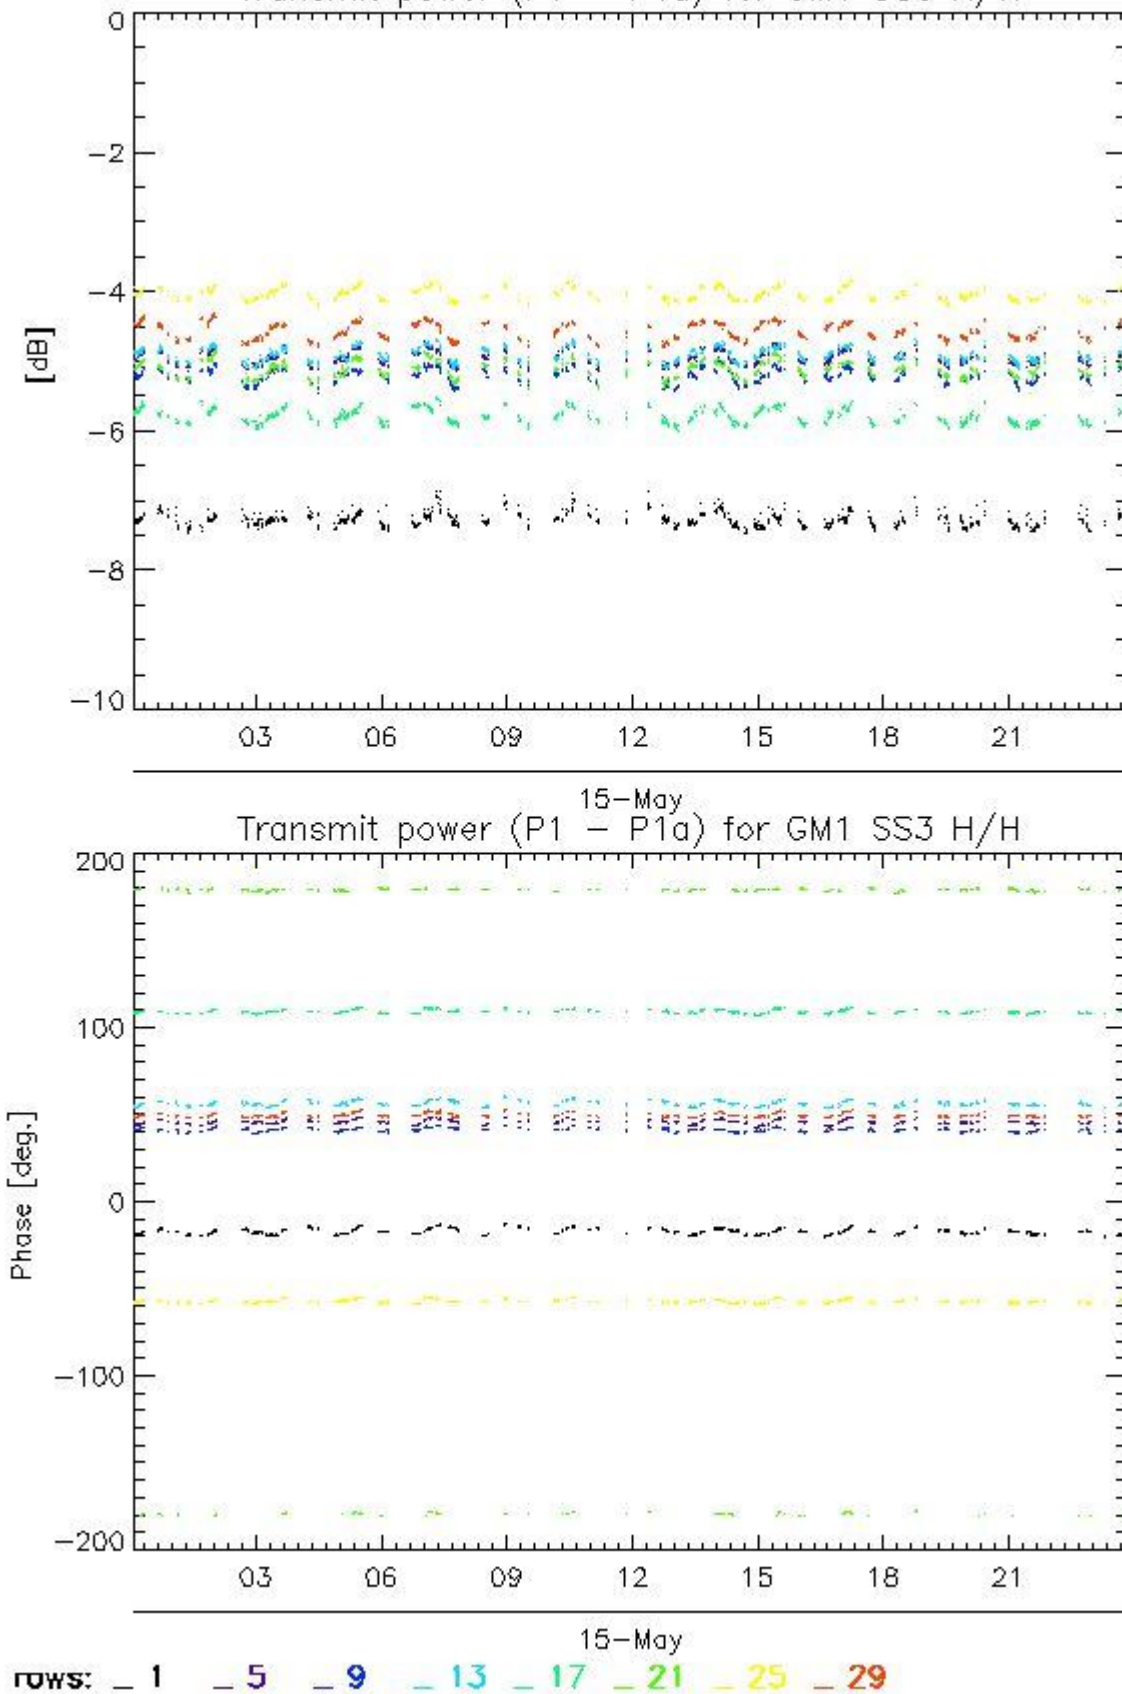 0
−2
−4
[dB]
−6
−8
−10
03 06 09 12 15 18 21
15−May
Transmit power (P1 − P1a) for GM1 SS3 H/H
200
100
Phase [deg.]
0
−100
−200
03 06 09 12 15 18 21
15−May
rows: _ 1 _ 5 _ 9 _ 13 _ 17 _ 21 _ 25 _ 29